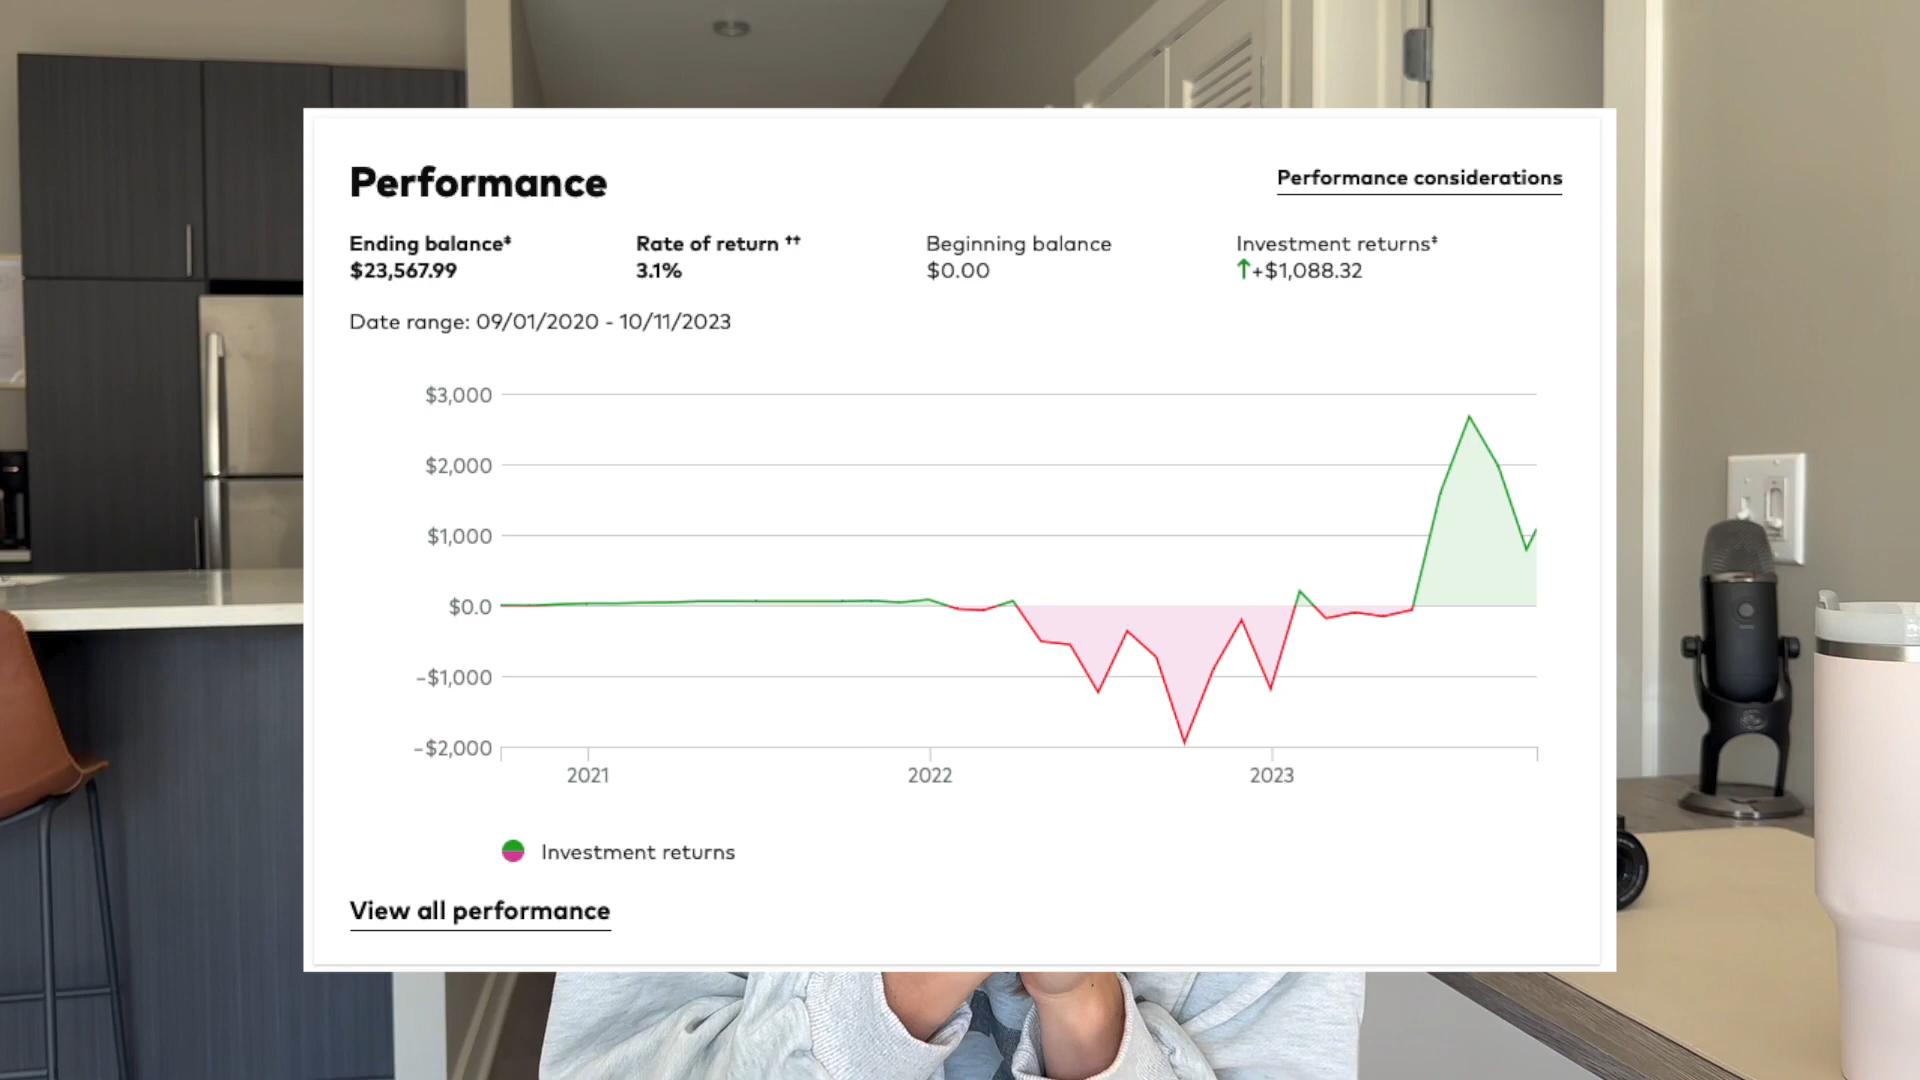 Performance
Performance considerations
Ending balance‡
$23,567.99
Rate of return ††
3.1%
Beginning balance
$0.00
Investment returns‡
↑+$1,088.32
Date range: 09/01/2020 - 10/11/2023
$3,000
$2,000
$1,000
$0.0
-$1,000
-$2,000
2021
2022
2023
Investment returns
View all performance